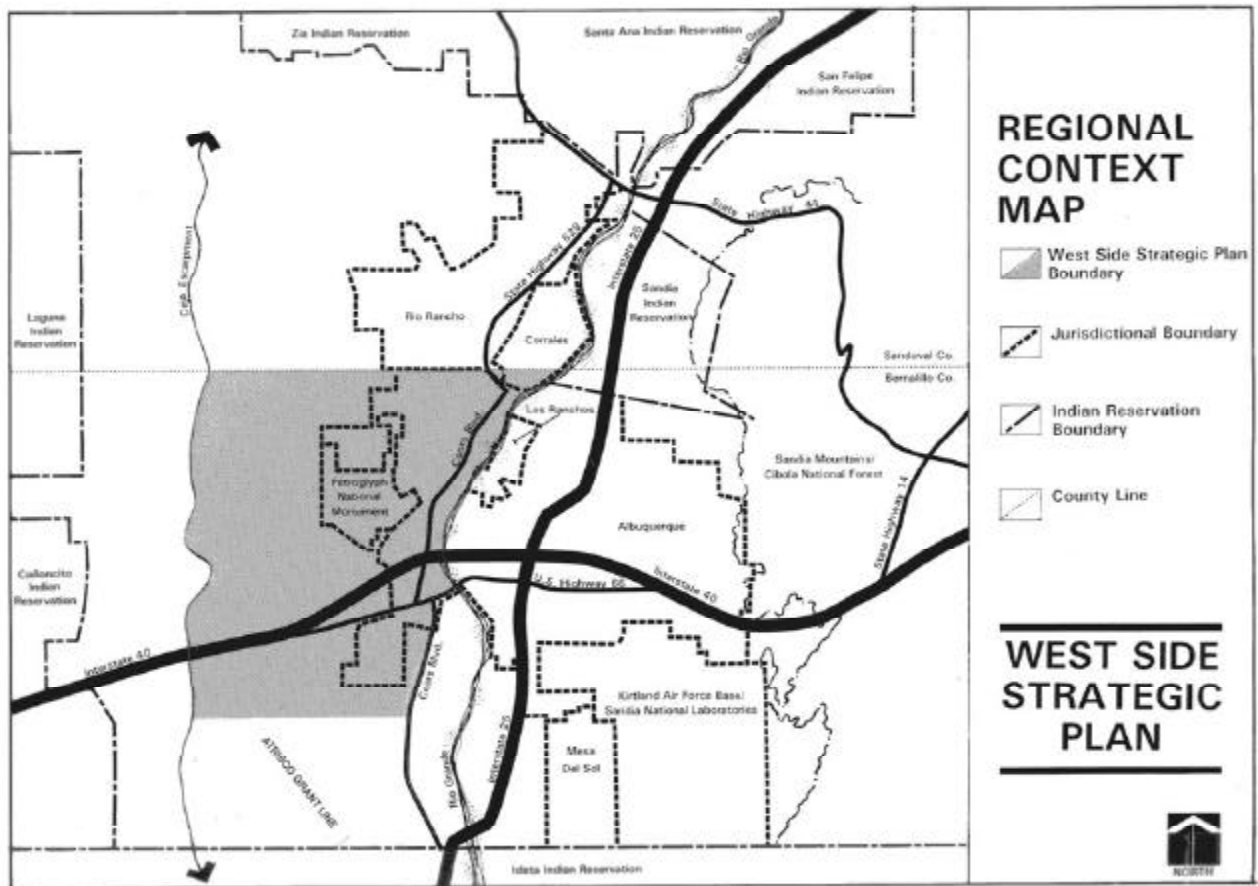 Zia Indian Reservation
Santa Ana Indian Reservation
Rio Grande
San Felipe
Indian Reservation
REGIONAL
CONTEXT
MAP
West Side Strategic Plan
Boundary
Jurisdictional Boundary
Indian Reservation
Boundary
County Line
WEST SIDE
STRATEGIC
PLAN
NORTH
State Highway 44
State Highway 528
Interstate 25
Ceja Escarpment
Laguna
Indian
Reservation
Rio Rancho
Corrales
Sandia
Indian
Reservation
Sandoval Co.
Bernalillo Co.
Los Ranchos
Coors Blvd.
Petroglyph
National
Monument
Sandia Mountains/
Cibola National Forest
State Highway 14
Albuquerque
Cañoncito
Indian
Reservation
U.S. Highway 66
Interstate 40
Interstate 40
Coors Blvd.
Kirtland Air Force Base/
Sandia National Laboratories
Mesa
Del Sol
Interstate 25
Rio Grande
ATRISCO GRANT LINE
Isleta Indian Reservation